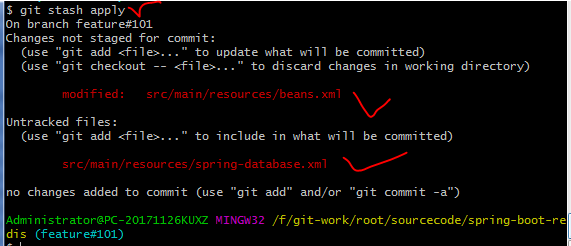 $ git stash apply
On branch feature#101
Changes not staged for commit:
  (use "git add <file>..." to update what will be committed)
  (use "git checkout -- <file>..." to discard changes in working directory)
        modified:   src/main/resources/beans.xml
Untracked files:
  (use "git add <file>..." to include in what will be committed)
        src/main/resources/spring-database.xml
no changes added to commit (use "git add" and/or "git commit -a")
Administrator@PC-20171126KUXZ MINGW32 /f/git-work/root/sourcecode/spring-boot-re
dis (feature#101)
$